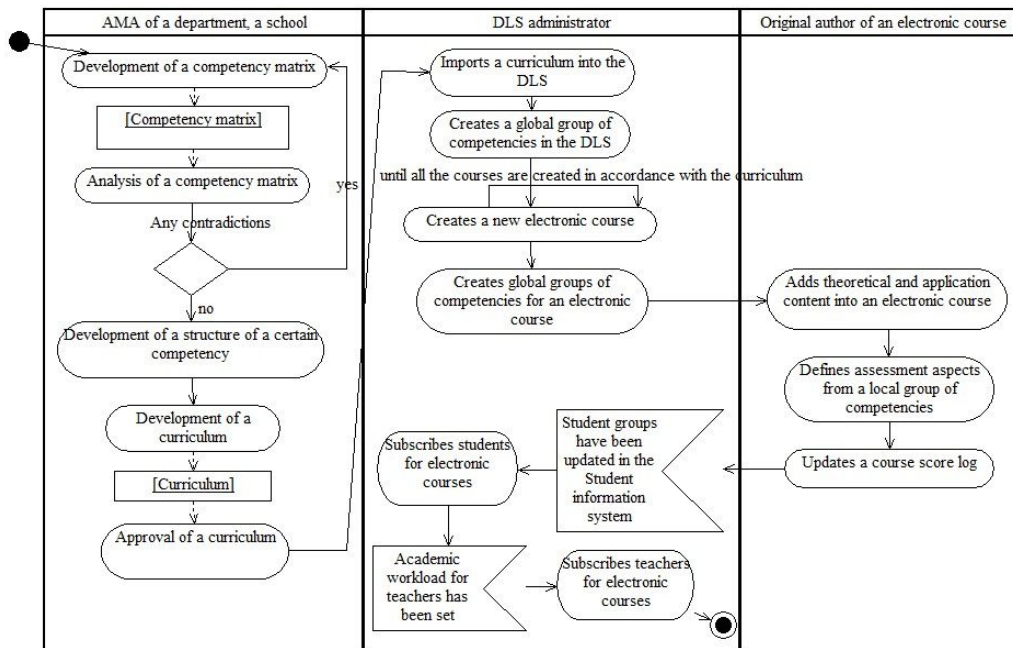 AMA of a department, a school
Development of a competency matrix
[Competency matrix]
Analysis of a competency matrix
yes
Any contradictions
no
Development of a structure of a certain
competency
Development of a
curriculum
[Curriculum]
Approval of a curriculum
DLS administrator
Imports a curriculum into the
DLS
Creates a global group of
competencies in the DLS
until all the courses are created in accordance with the curriculum
Creates a new electronic course
Creates global groups of
competencies for an electronic
course
Original author of an electronic course
Adds theoretical and application
content into an electronic course
Defines assessment aspects
from a local group of
competencies
Updates a course score log
Student groups
have been
updated in the
Student
information
system
Subscribes students
for electronic
courses
Academic
workload for
teachers has
been set
Subscribes teachers
for electronic
courses